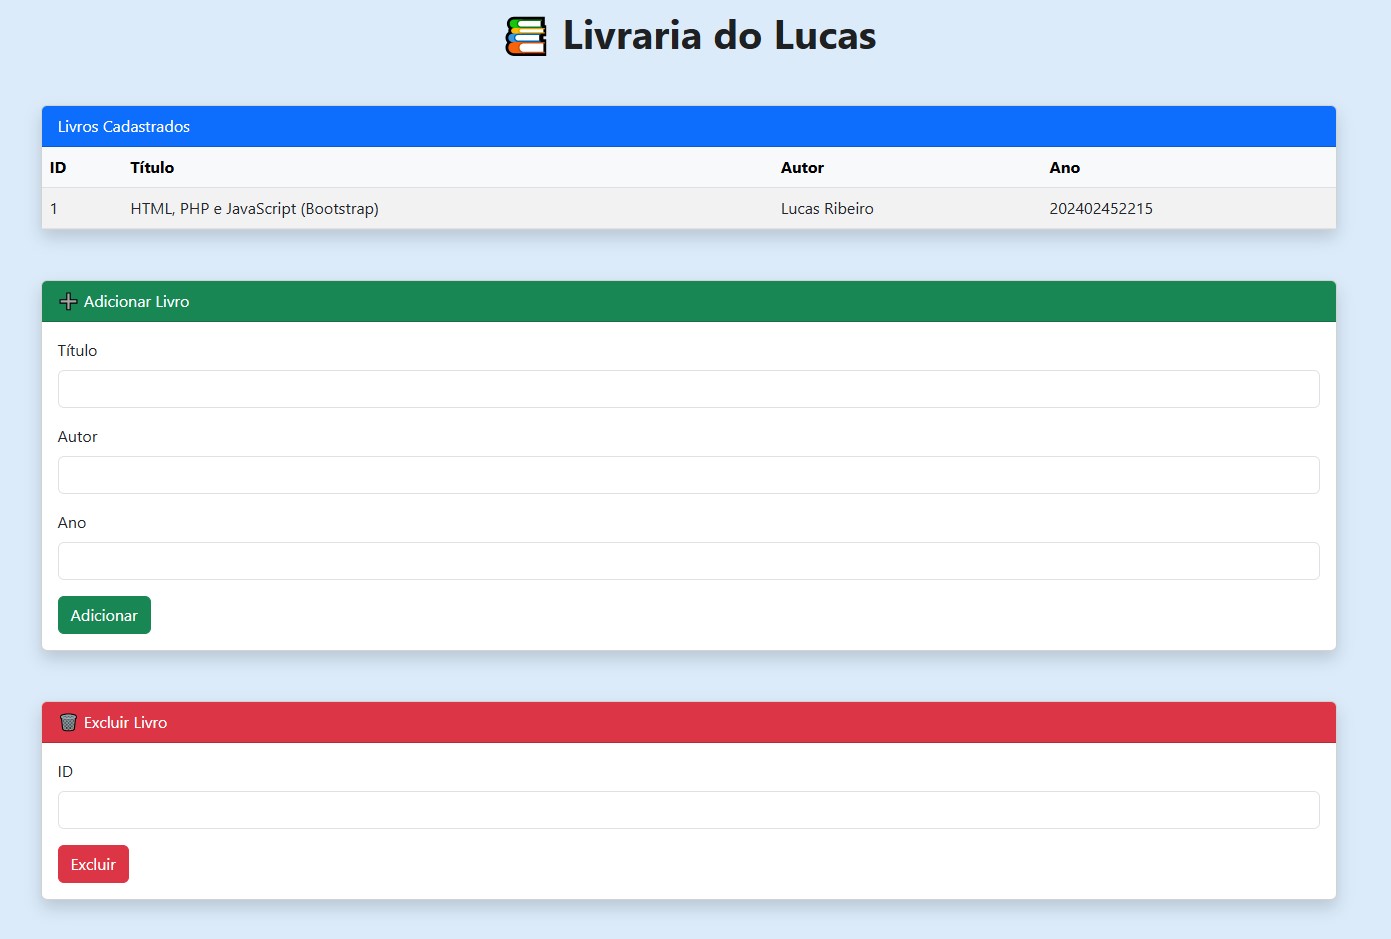 Livraria do Lucas
Livros Cadastrados
ID Título Autor Ano
1 HTML, PHP e JavaScript (Bootstrap) Lucas Ribeiro 202402452215
Adicionar Livro
Título
Autor
Ano
Adicionar
Excluir Livro
ID
Excluir